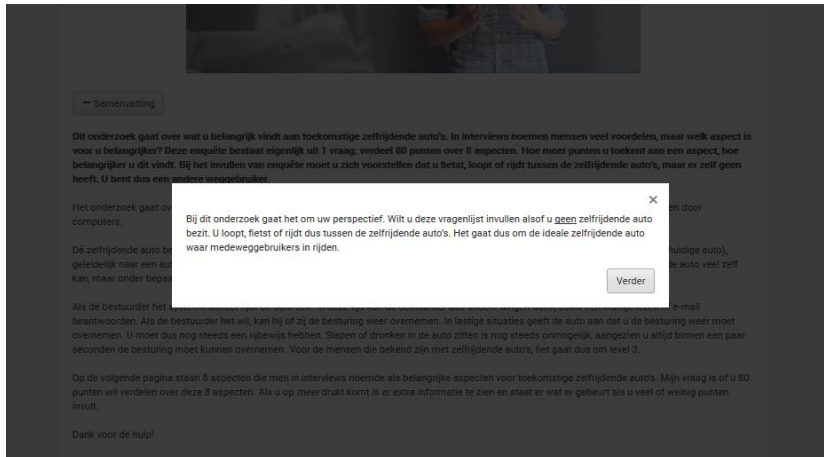 − Samenvatting
Dit onderzoek gaat over wat u belangrijk vindt aan toekomstige zelfrijdende auto's. In interviews noemen mensen veel voordelen, maar welk aspect is
voor u belangrijker? Deze enquête bestaat eigenlijk uit 1 vraag: verdeel 80 punten over 8 aspecten. Hoe meer punten u toekent aan een aspect, hoe
belangrijker u dit vindt. Bij het invullen van enquête moet u zich voorstellen dat u fietst, loopt of rijdt tussen de zelfrijdende auto's, maar er zelf geen
heeft. U bent dus een andere weggebruiker.
Het onderzoek gaat ov
en door
computers.
Bij dit onderzoek gaat het om uw perspectief. Wilt u deze vragenlijst invullen alsof u geen zelfrijdende auto
bezit. U loopt, fietst of rijdt dus tussen de zelfrijdende auto's. Het gaat dus om de ideale zelfrijdende auto
waar medeweggebruikers in rijden.
Verder
Dé zelfrijdende auto be
huidige auto),
geleidelijk naar een au
de auto veel zelf
kan, maar onder bepaa
Als de bestuurder het
e-mail
beantwoorden. Als de bestuurder het wil, kan hij of zij de besturing weer overnemen. In lastige situaties geeft de auto aan dat u de besturing weer moet
overnemen. U moet dus nog steeds een rijbewijs hebben. Slapen of dronken in de auto zitten is nog steeds onmogelijk, aangezien u altijd binnen een paar
seconden de besturing moet kunnen overnemen. Voor de mensen die bekend zijn met zelfrijdende auto's, het gaat dus om level 3.
Op de volgende pagina staan 8 aspecten die men in interviews noemde als belangrijke aspecten voor toekomstige zelfrijdende auto's. Mijn vraag is of u 80
punten wil verdelen over deze 8 aspecten. Als u op meer drukt komt is er extra informatie te zien en staat er wat er gebeurt als u veel of weinig punten
invult.
Dank voor de hulp!